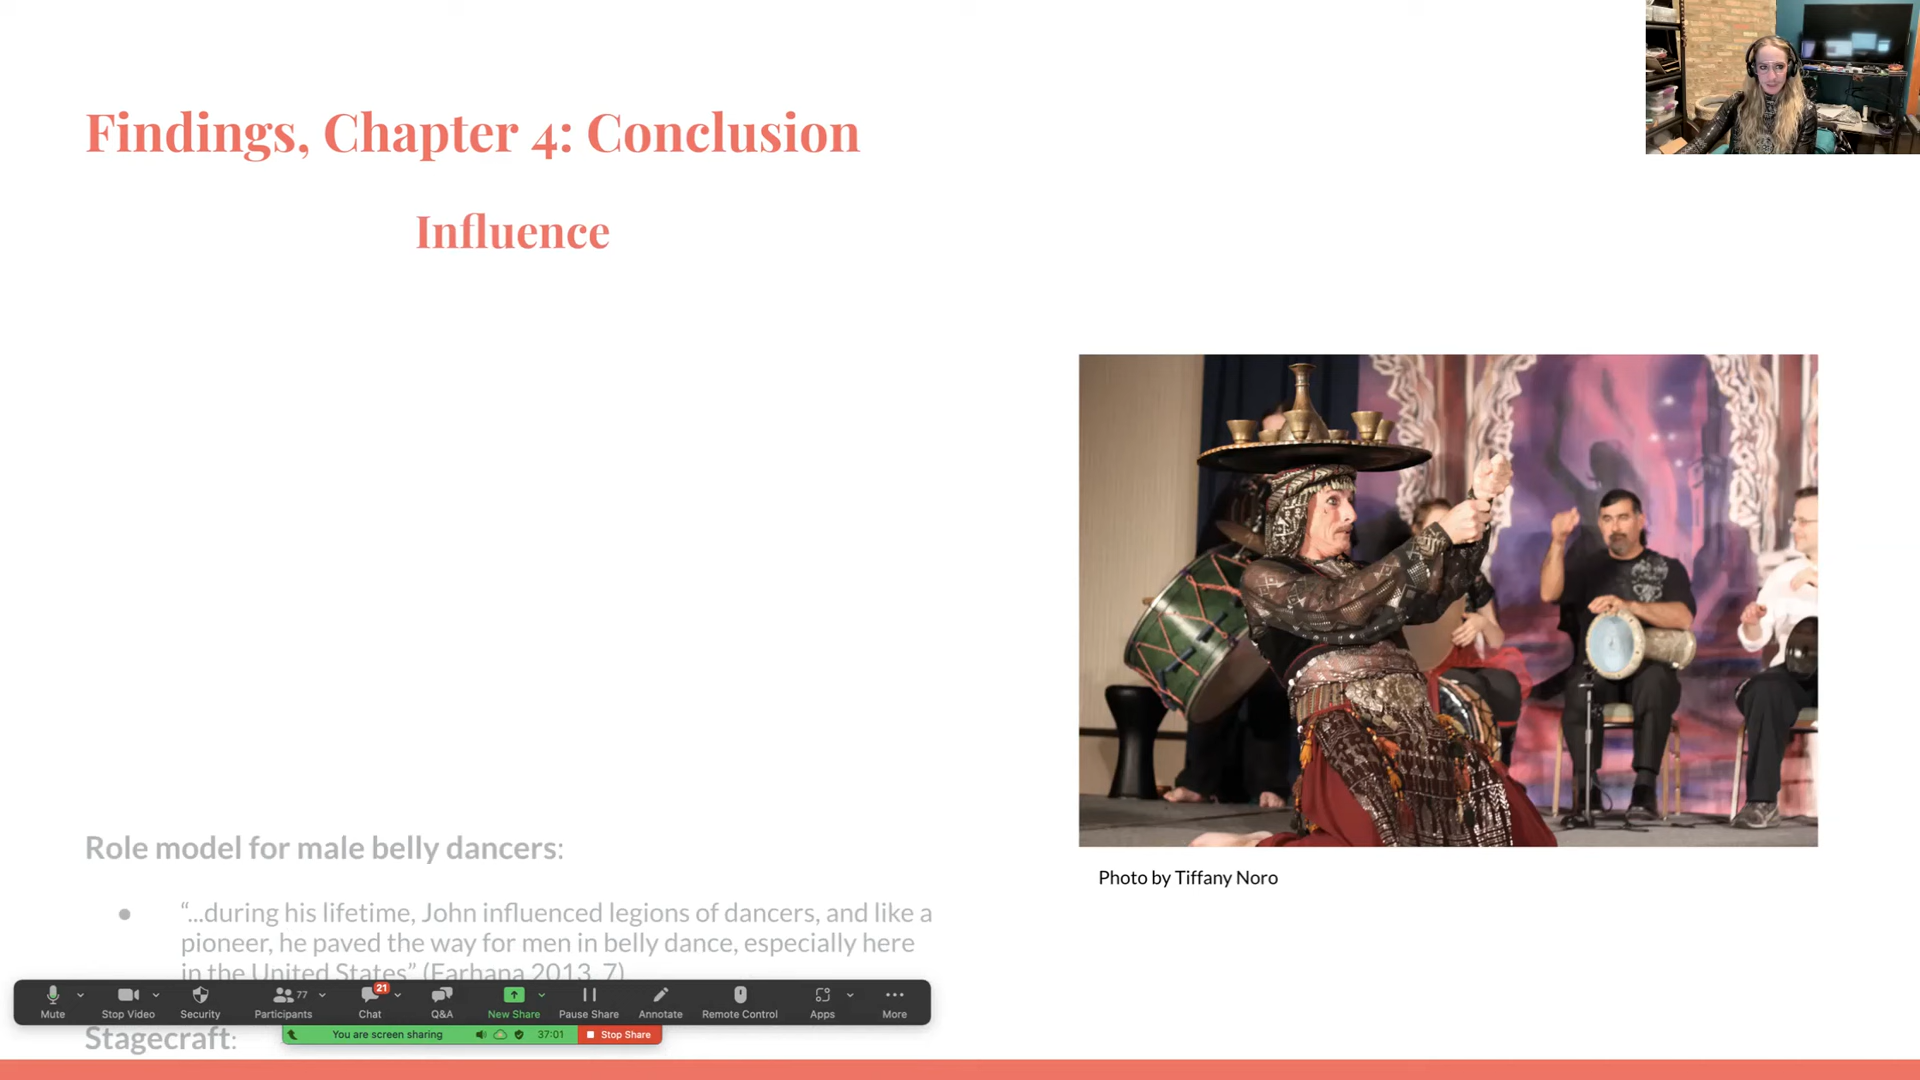 Findings, Chapter 4: Conclusion
Influence
Role model for male belly dancers:
● “...during his lifetime, John influenced legions of dancers, and like a
pioneer, he paved the way for men in belly dance, especially here
in the United States” (Farhana 2013, 7)
Photo by Tiffany Noro
Mute
Stop Video
Security
77
Participants
21
Chat
Q&A
New Share
Pause Share
Annotate
Remote Control
Apps
More
You are screen sharing
37:01
Stop Share
Stagecraft: